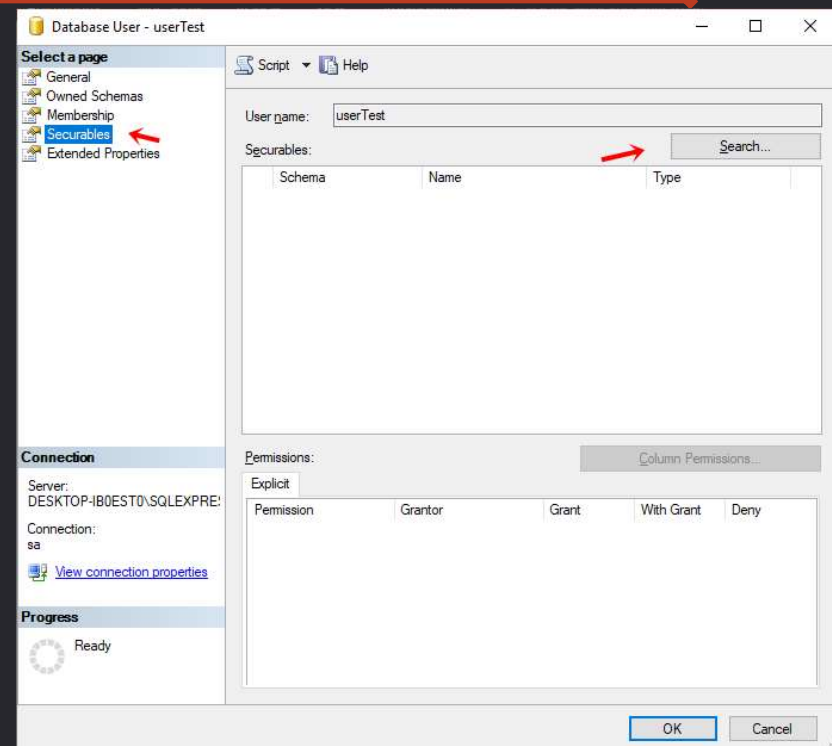 Database User - userTest
Select a page
General
Owned Schemas
Membership
Securables
Extended Properties
Script
Help
User name: userTest
Securables:
Search...
Schema Name Type
Connection
Server:
DESKTOP-IB0EST0\SQLEXPRE
Connection:
sa
View connection properties
Progress
Ready
Permissions:
Column Permissions...
Explicit
Permission Grantor Grant With Grant Deny
OK Cancel